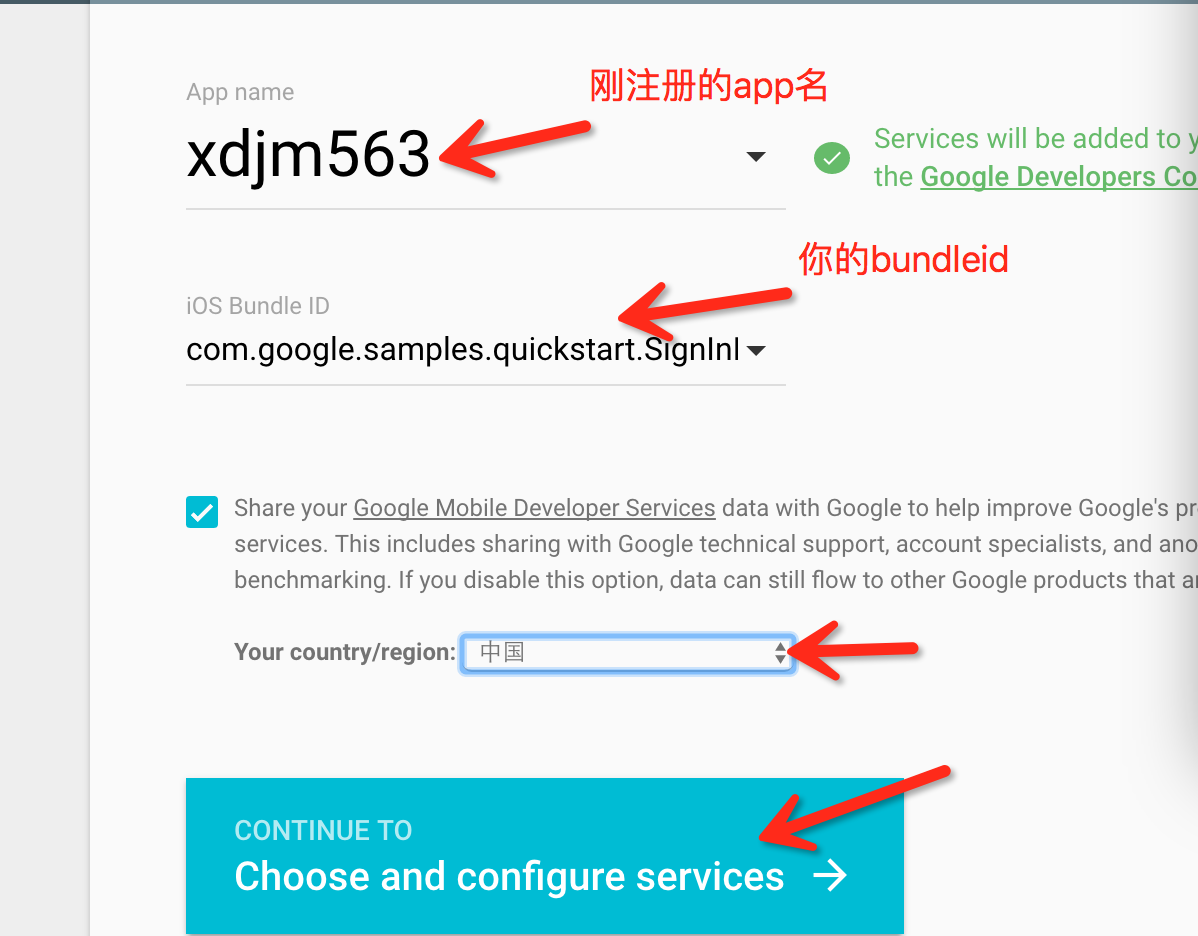 App name
刚注册的app名
xdjm563
Services will be added to y
the Google Developers Co
你的bundleid
iOS Bundle ID
com.google.samples.quickstart.SignInI
Share your Google Mobile Developer Services data with Google to help improve Google's pr
services. This includes sharing with Google technical support, account specialists, and ano
benchmarking. If you disable this option, data can still flow to other Google products that a
Your country/region: 中国
CONTINUE TO
Choose and configure services